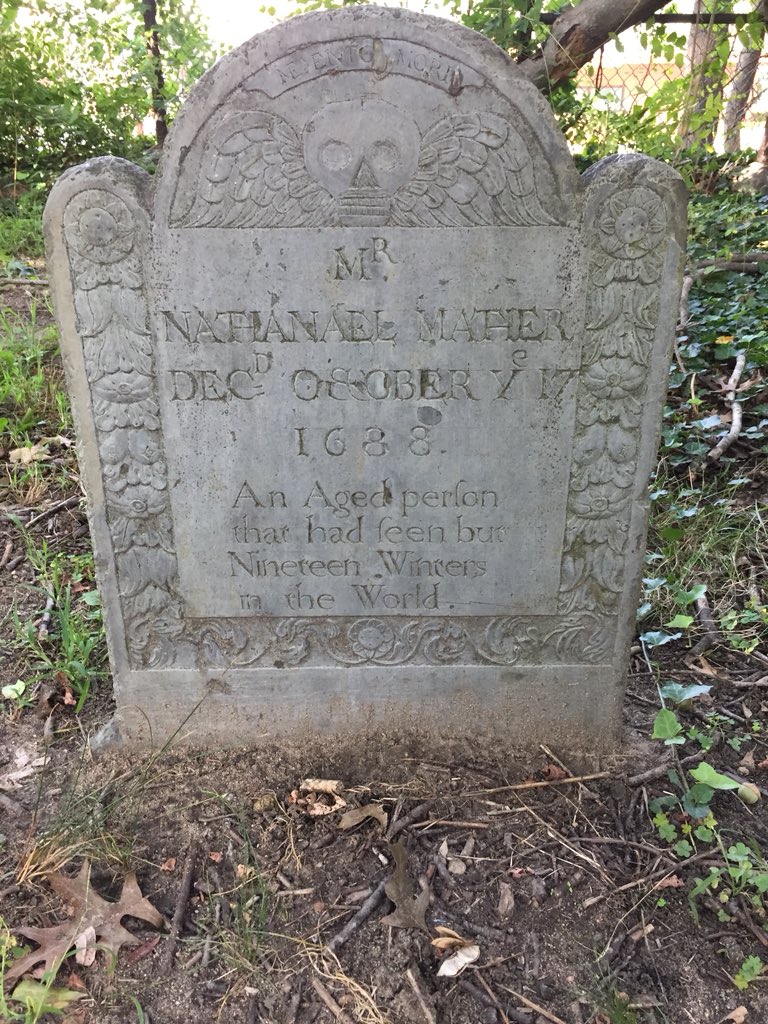 MEMENTO MORI
Mᴿ
NATHANAEL MATHER
DECᴰ O&OBER Yᵉ 17
1688.
An Aged perſon
that had ſeen but
Nineteen Winters
in the World.